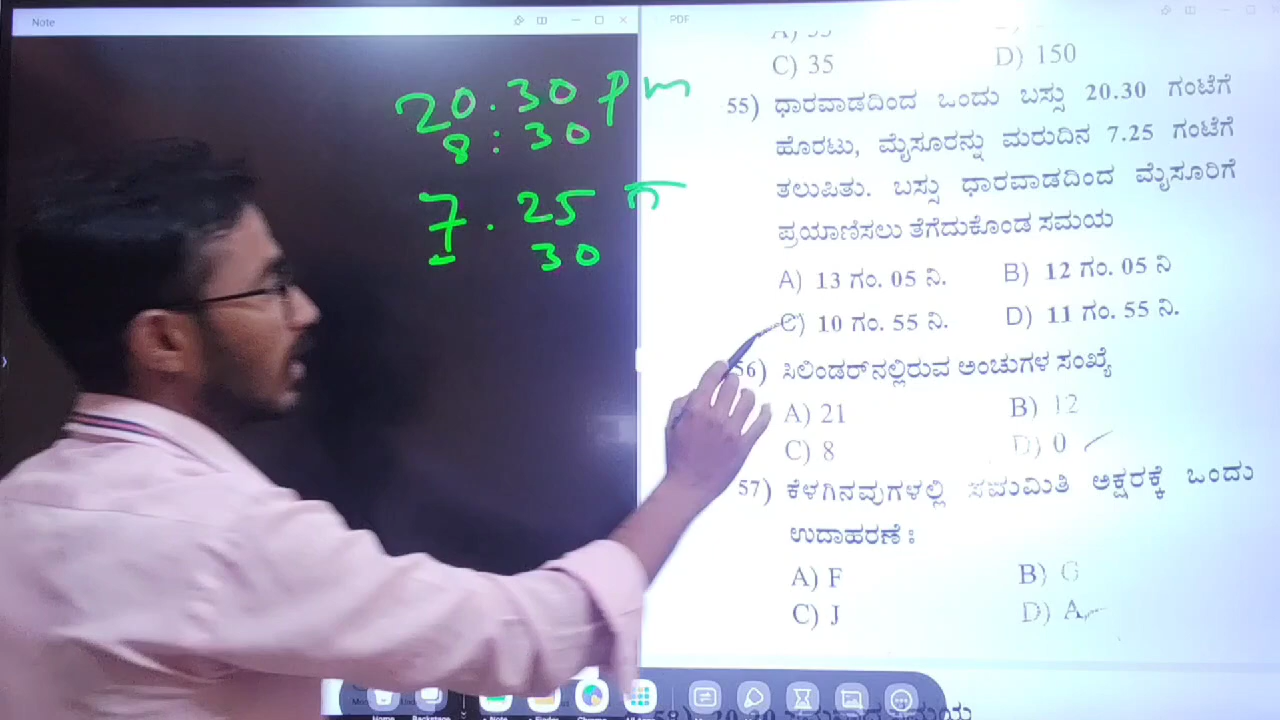 Note
20.30 pm
8:30
7.25
30
PDF
C) 35 D) 150
55) ಧಾರವಾಡದಿಂದ ಒಂದು ಬಸ್ಸು 20.30 ಗಂಟೆಗೆ
ಹೊರಟು, ಮೈಸೂರನ್ನು ಮರುದಿನ 7.25 ಗಂಟೆಗೆ
ತಲುಪಿತು. ಬಸ್ಸು ಧಾರವಾಡದಿಂದ ಮೈಸೂರಿಗೆ
ಪ್ರಯಾಣಿಸಲು ತೆಗೆದುಕೊಂಡ ಸಮಯ
A) 13 ಗಂ. 05 ನಿ. B) 12 ಗಂ. 05 ನಿ
C) 10 ಗಂ. 55 ನಿ. D) 11 ಗಂ. 55 ನಿ.
56) ಸಿಲಿಂಡರ್‌ನಲ್ಲಿರುವ ಅಂಚುಗಳ ಸಂಖ್ಯೆ
A) 21 B) 12
C) 8 D) 0
57) ಕೆಳಗಿನವುಗಳಲ್ಲಿ ಸಮಮಿತಿ ಅಕ್ಷರಕ್ಕೆ ಒಂದು
ಉದಾಹರಣೆ :
A) F B) G
C) J D) A